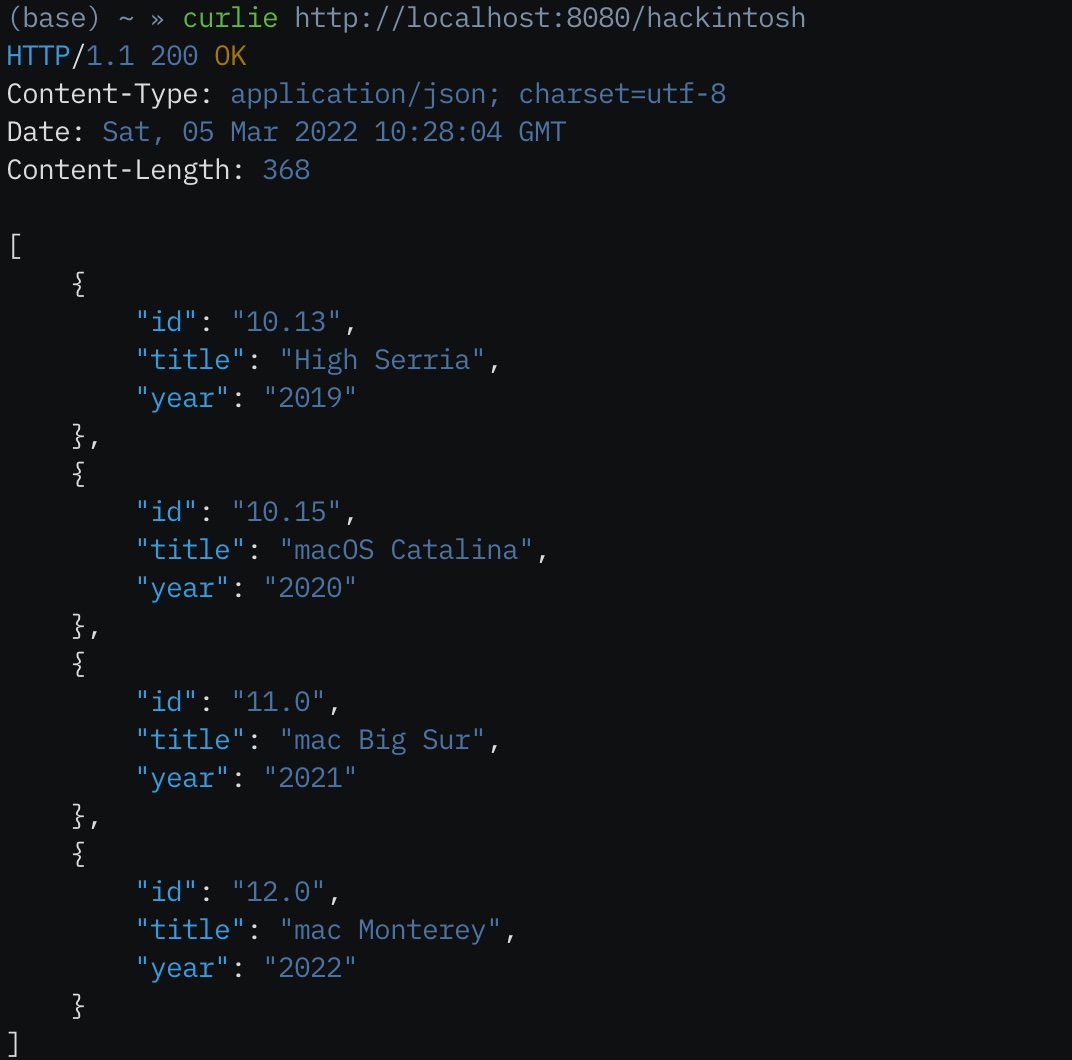 (base) ~ » curlie http://localhost:8080/hackintosh
HTTP/1.1 200 OK
Content-Type: application/json; charset=utf-8
Date: Sat, 05 Mar 2022 10:28:04 GMT
Content-Length: 368

[
    {
        "id": "10.13",
        "title": "High Serria",
        "year": "2019"
    },
    {
        "id": "10.15",
        "title": "macOS Catalina",
        "year": "2020"
    },
    {
        "id": "11.0",
        "title": "mac Big Sur",
        "year": "2021"
    },
    {
        "id": "12.0",
        "title": "mac Monterey",
        "year": "2022"
    }
]